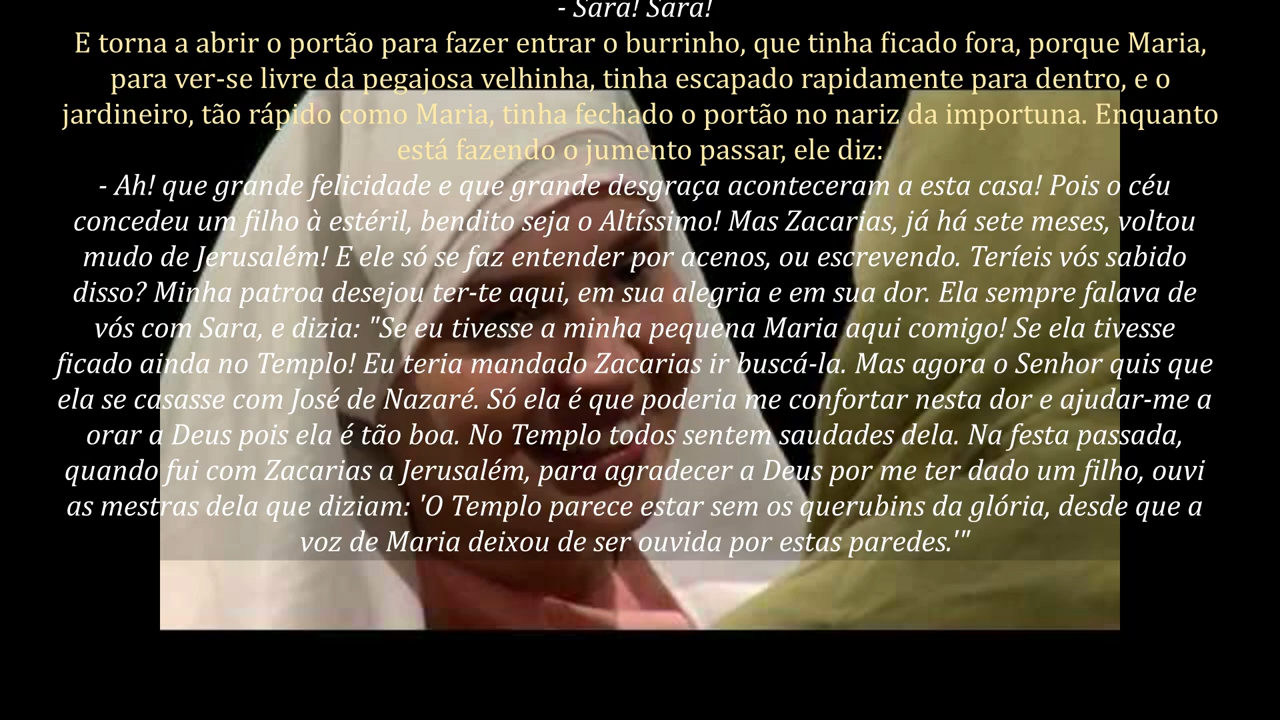 - Sara! Sara!
E torna a abrir o portão para fazer entrar o burrinho, que tinha ficado fora, porque Maria,
para ver-se livre da pegajosa velhinha, tinha escapado rapidamente para dentro, e o
jardineiro, tão rápido como Maria, tinha fechado o portão no nariz da importuna. Enquanto
está fazendo o jumento passar, ele diz:
- Ah! que grande felicidade e que grande desgraça aconteceram a esta casa! Pois o céu
concedeu um filho à estéril, bendito seja o Altíssimo! Mas Zacarias, já há sete meses, voltou
mudo de Jerusalém! E ele só se faz entender por acenos, ou escrevendo. Teríeis vós sabido
disso? Minha patroa desejou ter-te aqui, em sua alegria e em sua dor. Ela sempre falava de
vós com Sara, e dizia: "Se eu tivesse a minha pequena Maria aqui comigo! Se ela tivesse
ficado ainda no Templo! Eu teria mandado Zacarias ir buscá-la. Mas agora o Senhor quis que
ela se casasse com José de Nazaré. Só ela é que poderia me confortar nesta dor e ajudar-me a
orar a Deus pois ela é tão boa. No Templo todos sentem saudades dela. Na festa passada,
quando fui com Zacarias a Jerusalém, para agradecer a Deus por me ter dado um filho, ouvi
as mestras dela que diziam: 'O Templo parece estar sem os querubins da glória, desde que a
voz de Maria deixou de ser ouvida por estas paredes.'"